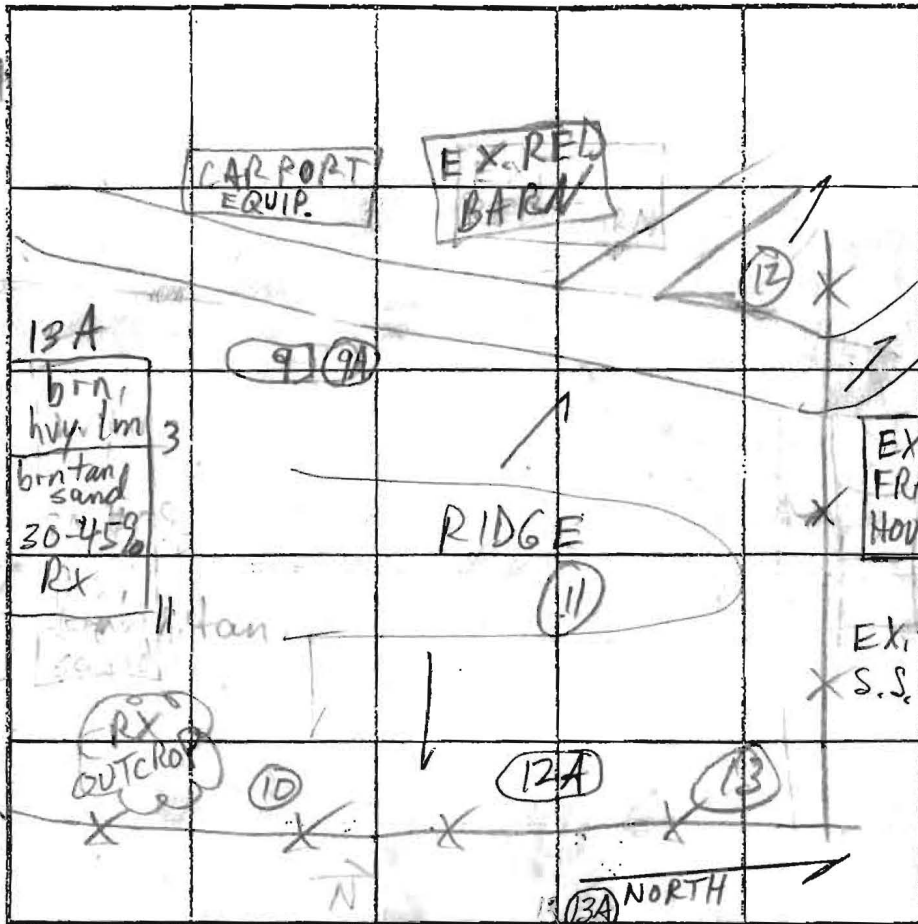 CARPORT
EQUIP.
EX. RED
BARN
12
13A
9
9A
brn,
hvy. lm
3
brn tan
sand
30-45%
RX
11
tan
RIDGE
11
EX
HOU
EX.
S.S.
RX
OUTCROP
10
12A
13
N
NORTH
13A